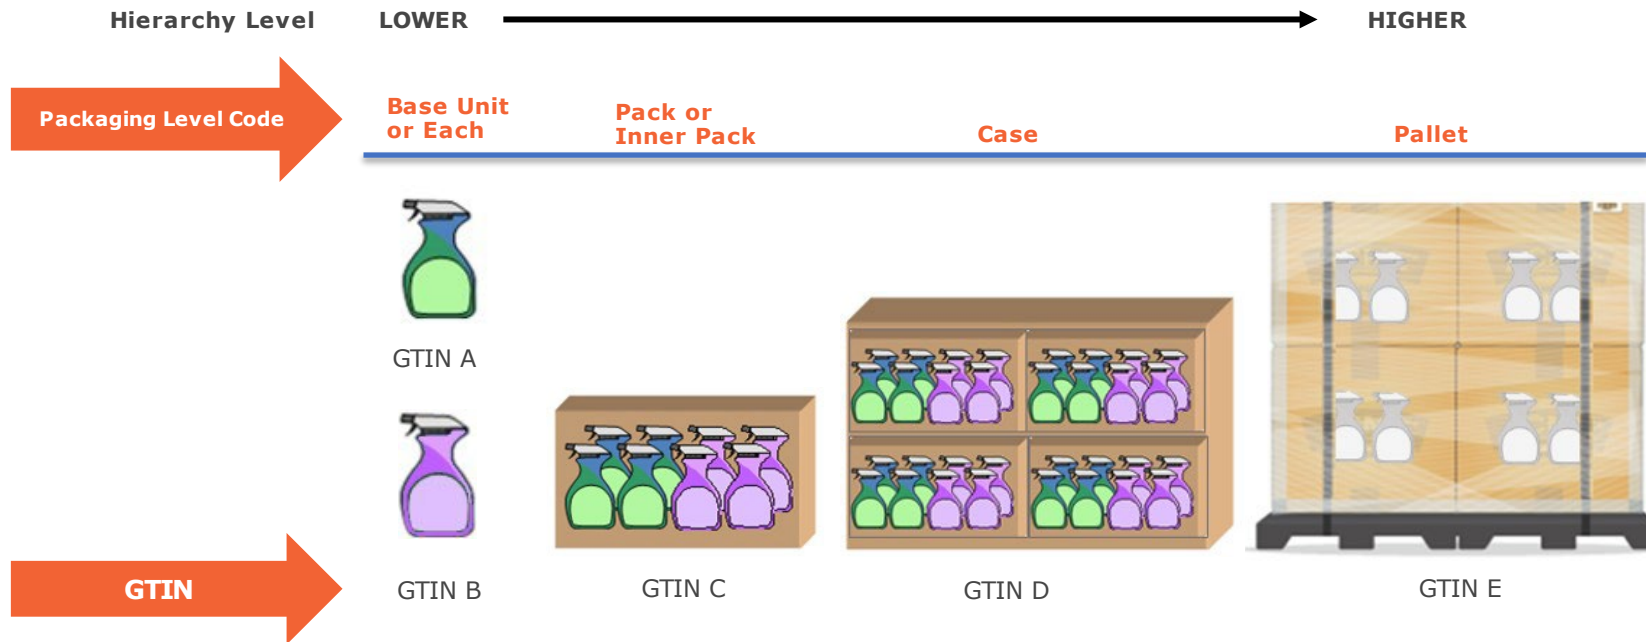 Hierarchy Level LOWER HIGHER
Packaging Level Code
Base Unit
or Each
Pack or
Inner Pack
Case
Pallet
GTIN A
GTIN
GTIN B
GTIN C
GTIN D
GTIN E